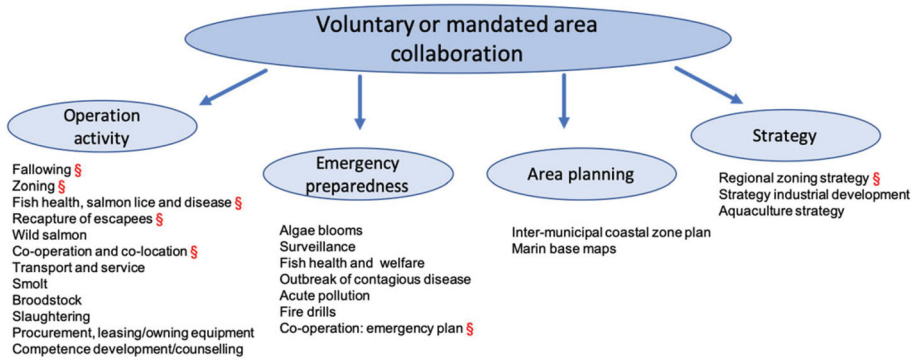 Voluntary or mandated area
collaboration
Operation
activity
Fallowing §
Zoning §
Fish health, salmon lice and disease §
Recapture of escapees §
Wild salmon
Co-operation and co-location §
Transport and service
Smolt
Broodstock
Slaughtering
Procurement, leasing/owning equipment
Competence development/counselling
Emergency
preparedness
Algae blooms
Surveillance
Fish health and welfare
Outbreak of contagious disease
Acute pollution
Fire drills
Co-operation: emergency plan §
Area planning
Inter-municipal coastal zone plan
Marin base maps
Strategy
Regional zoning strategy §
Strategy industrial development
Aquaculture strategy